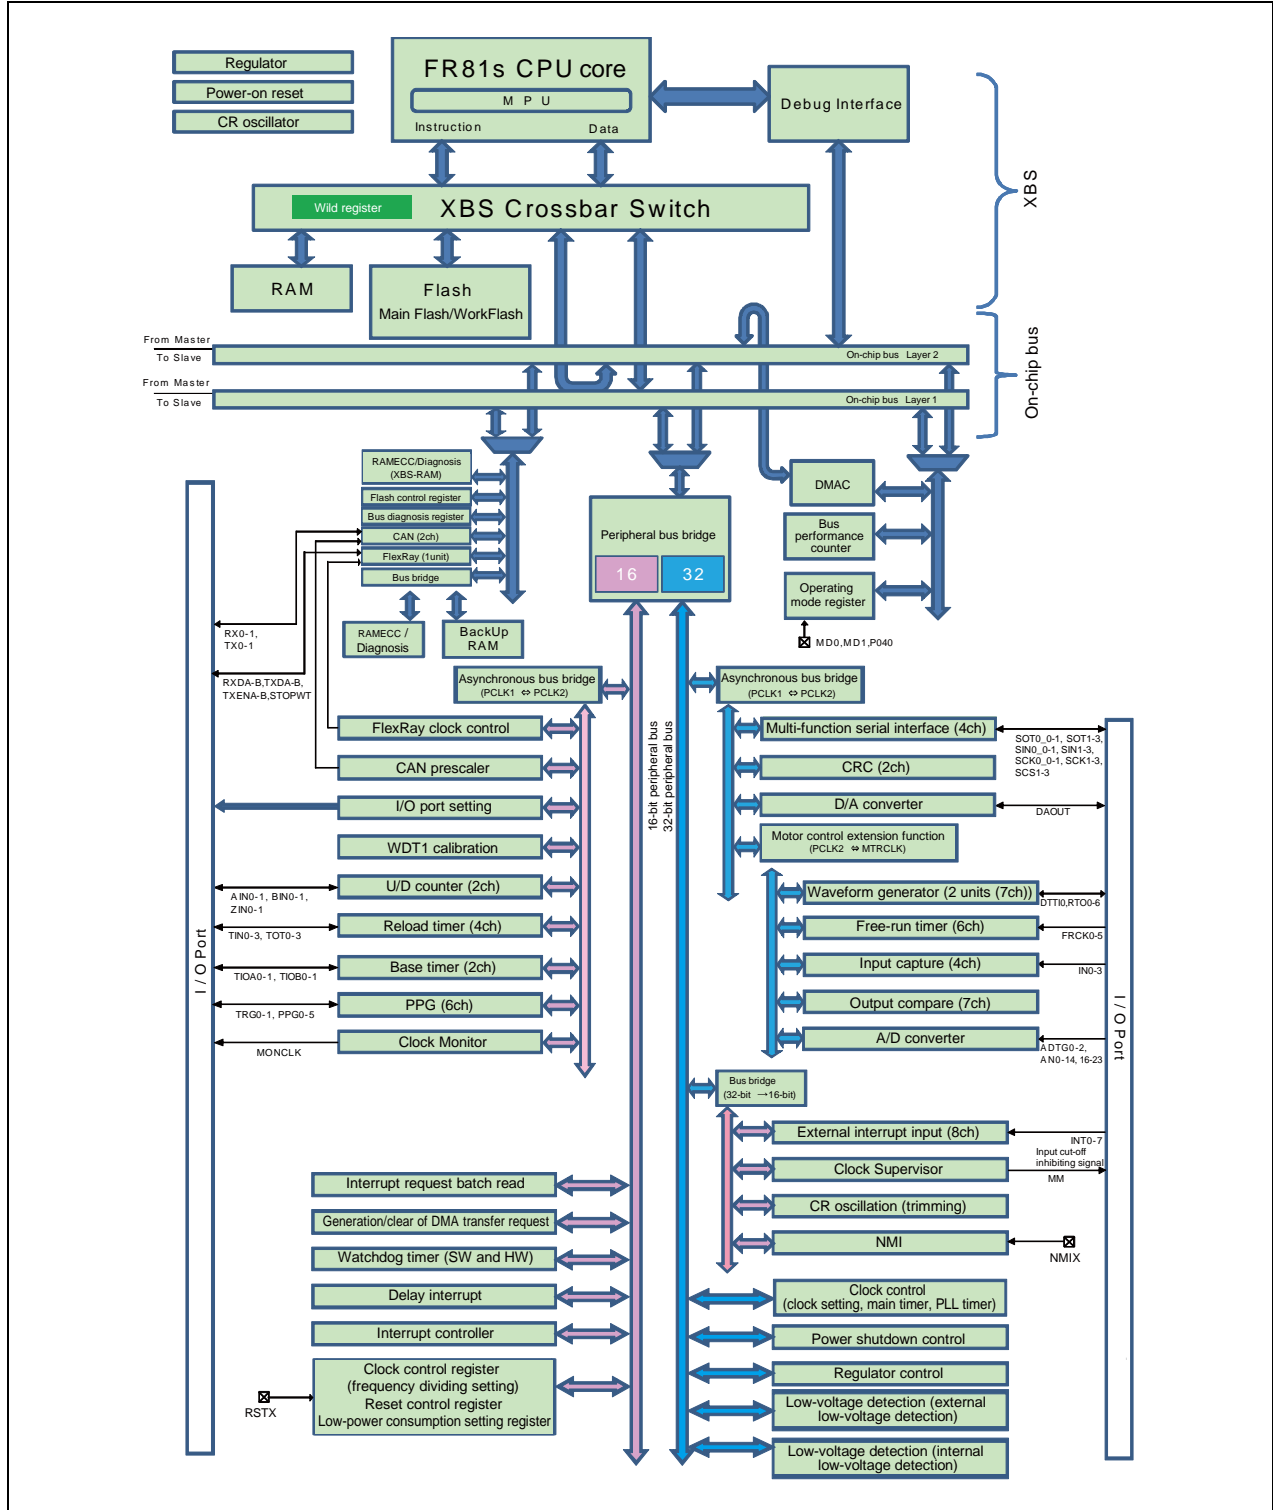 Regulator
Power-on reset
CR oscillator
FR81s CPU core
M P U
Instruction
Data
Debug Interface
XBS
Wild register
XBS Crossbar Switch
RAM
Flash
Main Flash/WorkFlash
From Master
To Slave
On-chip bus Layer 2
From Master
To Slave
On-chip bus Layer 1
On-chip bus
RAMECC/Diagnosis
(XBS-RAM)
Flash control register
Bus diagnosis register
CAN (2ch)
FlexRay (1unit)
Bus bridge
RAMECC /
Diagnosis
BackUp
RAM
Peripheral bus bridge
16
32
DMAC
Bus
performance
counter
Operating
mode register
MD0,MD1,P040
RX0-1,
TX0-1
RXDA-B,TXDA-B,
TXENA-B,STOPWT
I / O Port
Asynchronous bus bridge
(PCLK1 ⇔ PCLK2)
FlexRay clock control
CAN prescaler
I/O port setting
WDT1 calibration
U/D counter (2ch)
AIN0-1, BIN0-1,
ZIN0-1
Reload timer (4ch)
TIN0-3, TOT0-3
Base timer (2ch)
TIOA0-1, TIOB0-1
PPG (6ch)
TRG0-1, PPG0-5
Clock Monitor
MONCLK
16-bit peripheral bus
32-bit peripheral bus
Asynchronous bus bridge
(PCLK1 ⇔ PCLK2)
Multi-function serial interface (4ch)
SOT0_0-1, SOT1-3,
SIN0_0-1, SIN1-3,
SCK0_0-1, SCK1-3,
SCS1-3
CRC (2ch)
D/A converter
DAOUT
Motor control extension function
(PCLK2 ⇔ MTRCLK)
Waveform generator (2 units (7ch))
DTTI0,RTO0-6
Free-run timer (6ch)
FRCK0-5
Input capture (4ch)
IN0-3
Output compare (7ch)
A/D converter
ADTG0-2,
AN0-14, 16-23
I / O Port
Bus bridge
(32-bit →16-bit)
External interrupt input (8ch)
INT0-7
Input cut-off
inhibiting signal
Clock Supervisor
MM
CR oscillation (trimming)
NMI
NMIX
Interrupt request batch read
Generation/clear of DMA transfer request
Watchdog timer (SW and HW)
Delay interrupt
Interrupt controller
Clock control register
(frequency dividing setting)
Reset control register
Low-power consumption setting register
RSTX
Clock control
(clock setting, main timer, PLL timer)
Power shutdown control
Regulator control
Low-voltage detection (external
low-voltage detection)
Low-voltage detection (internal
low-voltage detection)